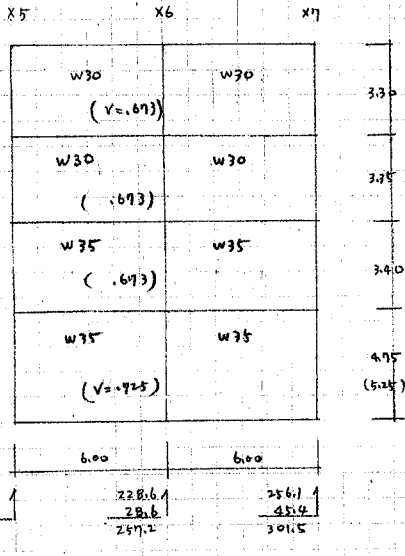 X5 X6 X7
W30 W30
(γ=.673)
3.30
W30 W30
(.673)
3.35
W35 W35
(.673)
3.40
W35 W35
(γ=.725)
4.75
(5.25)
6.00 6.00
228.6 256.1
28.6 45.4
257.2 301.5